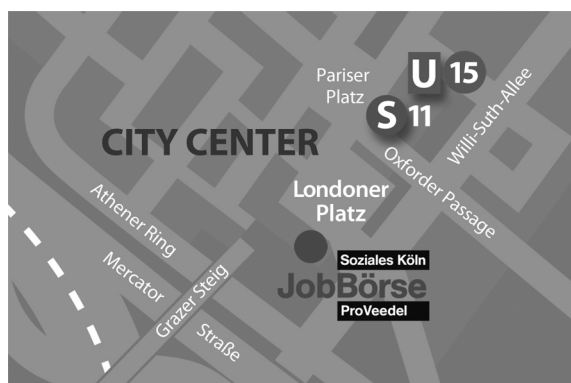 Pariser
Platz
U 15
S 11
Willi-Suth-Allee
CITY CENTER
Oxforder Passage
Londoner
Platz
Athener Ring
Mercator
Straße
Grazer Steig
Soziales Köln
JobBörse
ProVeedel